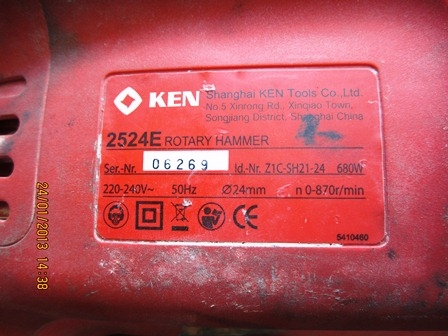 KEN
Shanghai KEN Tools Co.,Ltd.
No.5 Xinrong Rd., Xinqiao Town,
Songjiang District, Shanghai China
2524E ROTARY HAMMER
Ser.-Nr. 06269 Id.-Nr. Z1C-SH21-24 680W
220-240V~ 50Hz Ø24mm n 0-870r/min
CE
5410460
24/01/2013 14:38